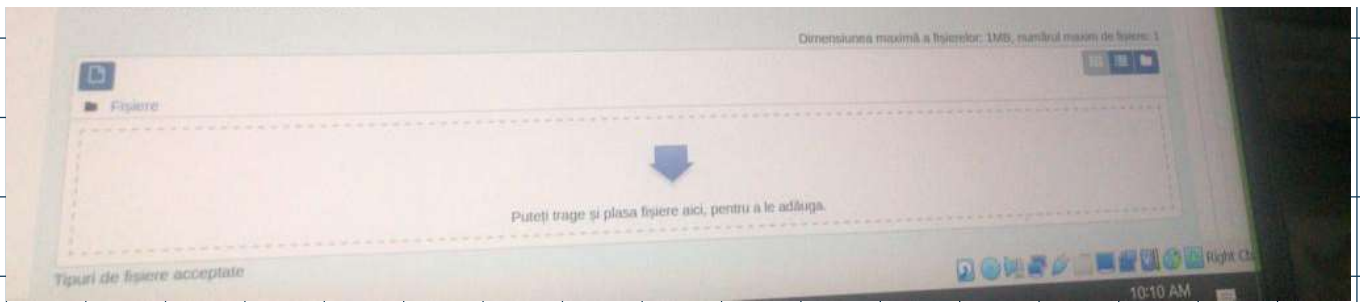 Dimensiunea maximă a fișierelor: 1MB, numărul maxim de fișiere: 1
Fișiere
Puteți trage și plasa fișiere aici, pentru a le adăuga.
Tipuri de fișiere acceptate
Right
10:10 AM